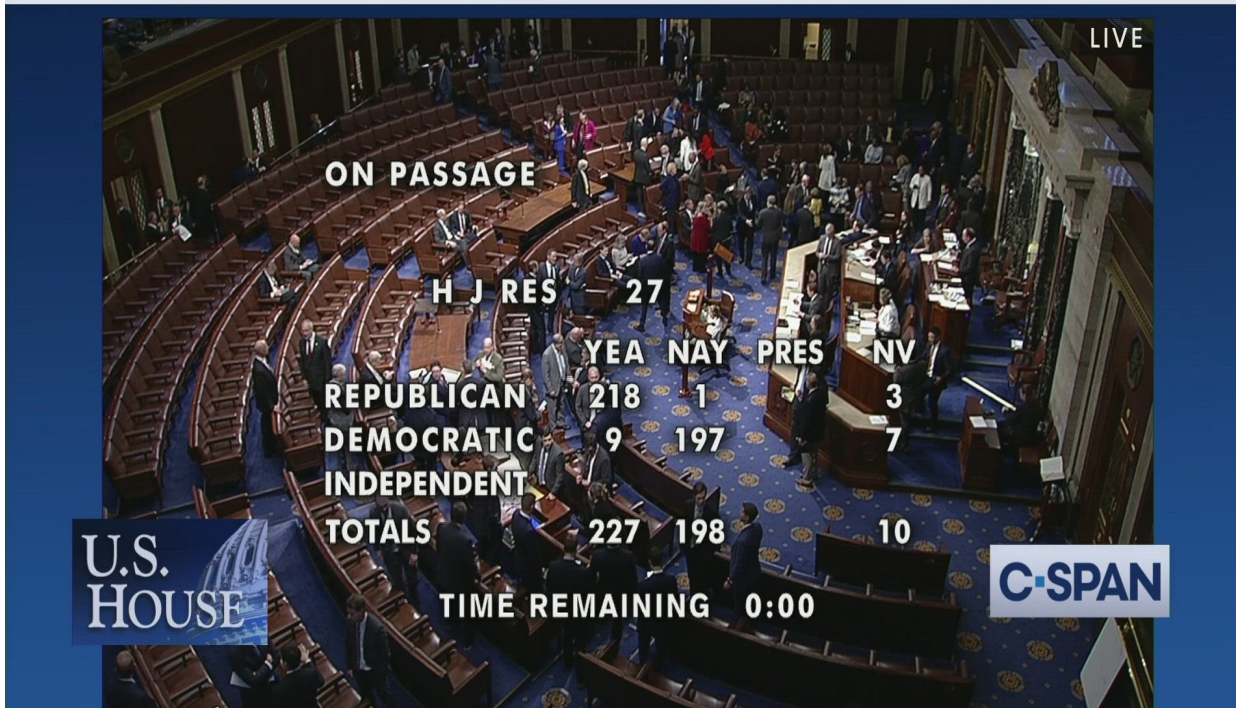 LIVE
ON PASSAGE
H J RES 27
YEA NAY PRES NV
REPUBLICAN 218 1 3
DEMOCRATIC 9 197 7
INDEPENDENT
TOTALS 227 198 10
TIME REMAINING 0:00
U.S.
HOUSE
C-SPAN